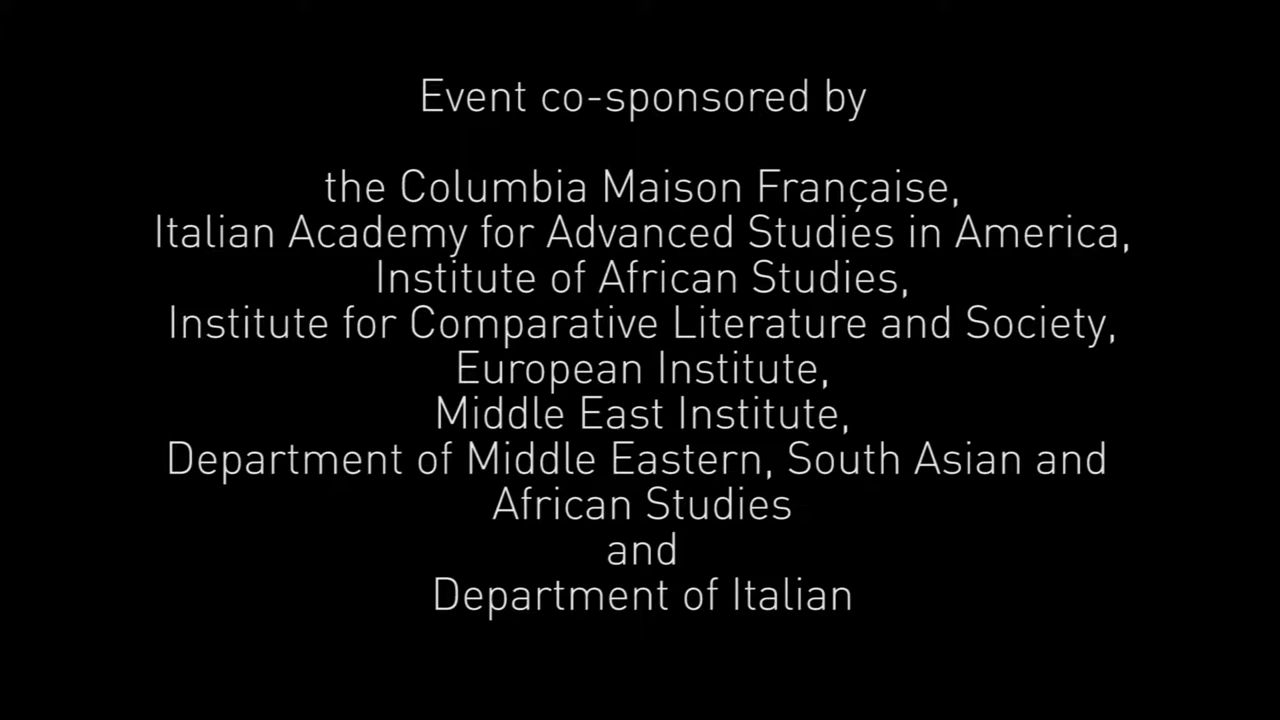 Event co-sponsored by
the Columbia Maison Française,
Italian Academy for Advanced Studies in America,
Institute of African Studies,
Institute for Comparative Literature and Society,
European Institute,
Middle East Institute,
Department of Middle Eastern, South Asian and
African Studies
and
Department of Italian